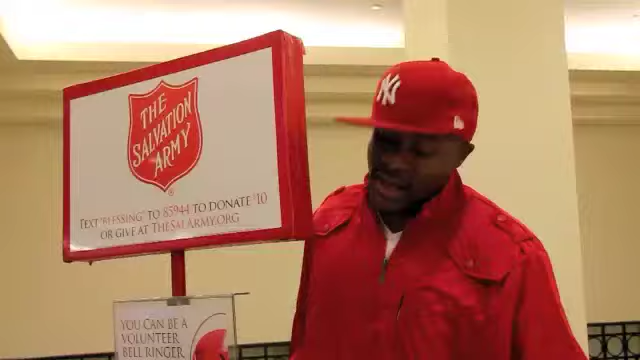 THE
SALVATION
ARMY
TEXT "BLESSING" TO 85944 TO DONATE $10
OR GIVE AT THESALARMY.ORG
YOU CAN BE A
VOLUNTEER
BELL RINGER
NY